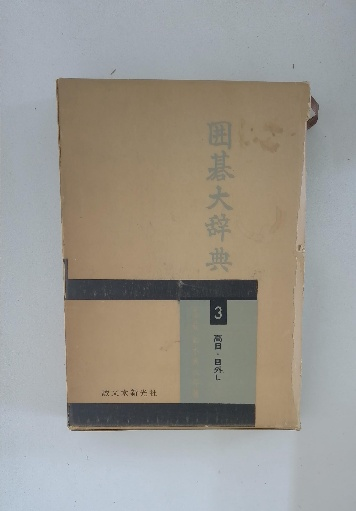 囲碁大辞典
3
高目・目外し
誠文堂新光社